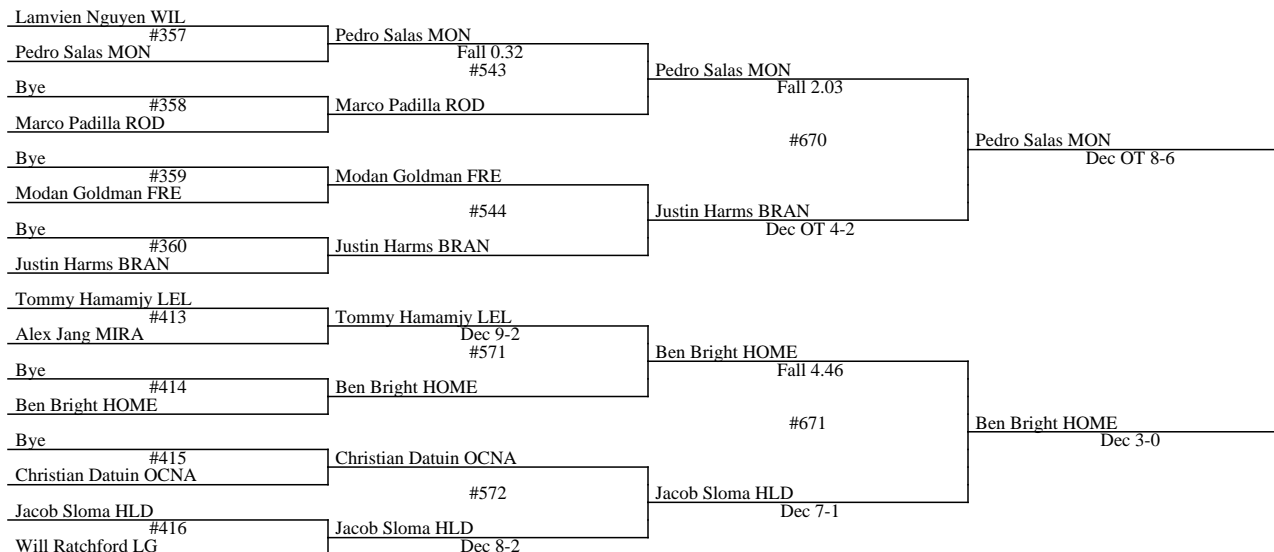 Lamvien Nguyen WIL
#357
Pedro Salas MON
Pedro Salas MON
Fall 0.32
#543
Pedro Salas MON
Fall 2.03
Bye
#358
Marco Padilla ROD
Marco Padilla ROD
#670
Pedro Salas MON
Dec OT 8-6
Bye
#359
Modan Goldman FRE
Modan Goldman FRE
#544
Justin Harms BRAN
Dec OT 4-2
Bye
#360
Justin Harms BRAN
Justin Harms BRAN
Tommy Hamamjy LEL
#413
Alex Jang MIRA
Tommy Hamamjy LEL
Dec 9-2
#571
Ben Bright HOME
Fall 4.46
Bye
#414
Ben Bright HOME
Ben Bright HOME
#671
Ben Bright HOME
Dec 3-0
Bye
#415
Christian Datuin OCNA
Christian Datuin OCNA
#572
Jacob Sloma HLD
Dec 7-1
Jacob Sloma HLD
#416
Will Ratchford LG
Jacob Sloma HLD
Dec 8-2